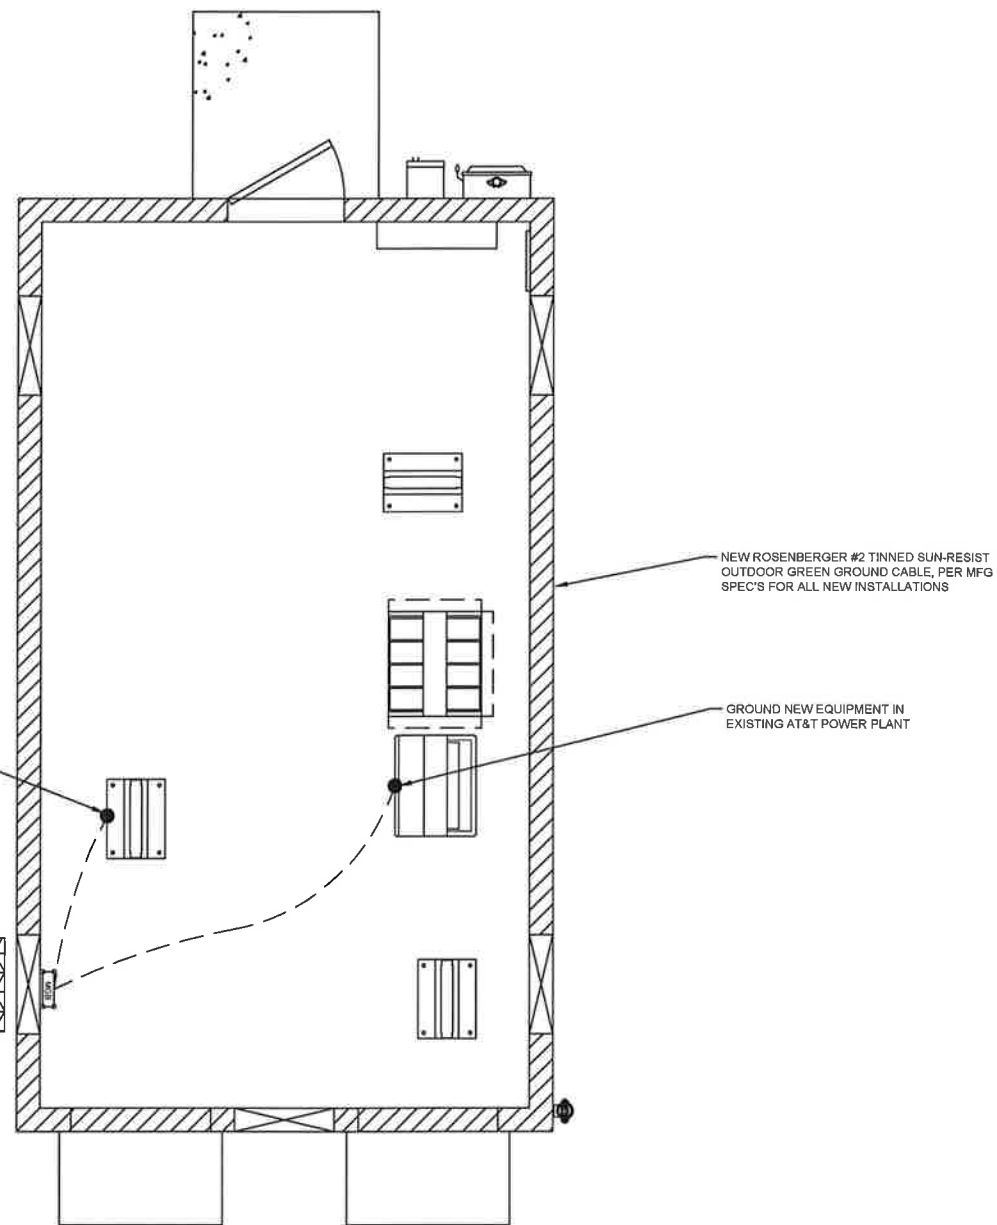 NEW ROSENBERGER #2 TINNED SUN-RESIST
OUTDOOR GREEN GROUND CABLE, PER MFG
SPEC'S FOR ALL NEW INSTALLATIONS
GROUND NEW EQUIPMENT IN
EXISTING AT&T POWER PLANT
MGB